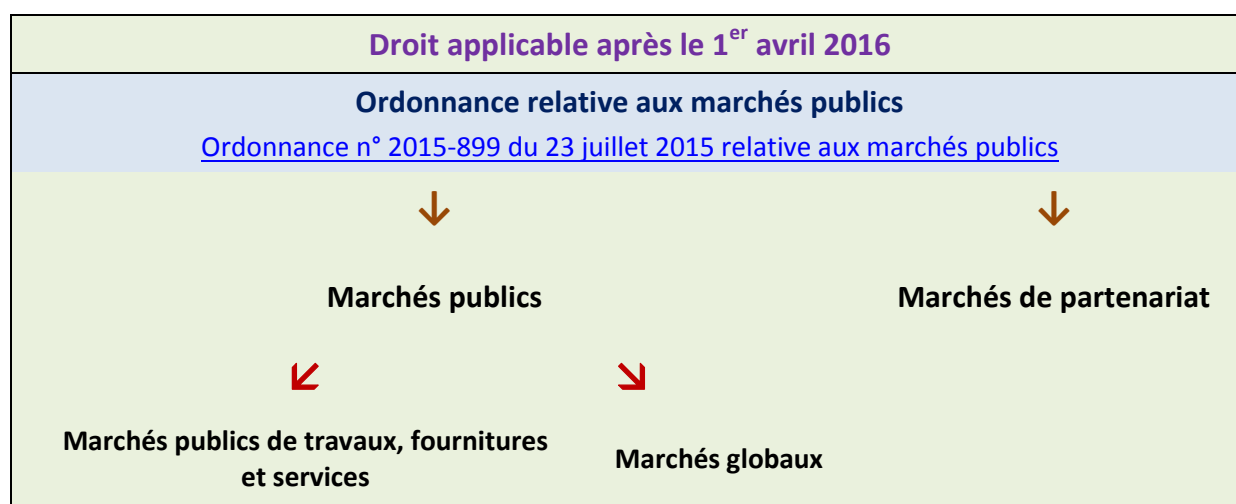 Droit applicable après le 1er avril 2016
Ordonnance relative aux marchés publics
Ordonnance n° 2015-899 du 23 juillet 2015 relative aux marchés publics
Marchés publics
Marchés de partenariat
Marchés publics de travaux, fournitures
et services
Marchés globaux